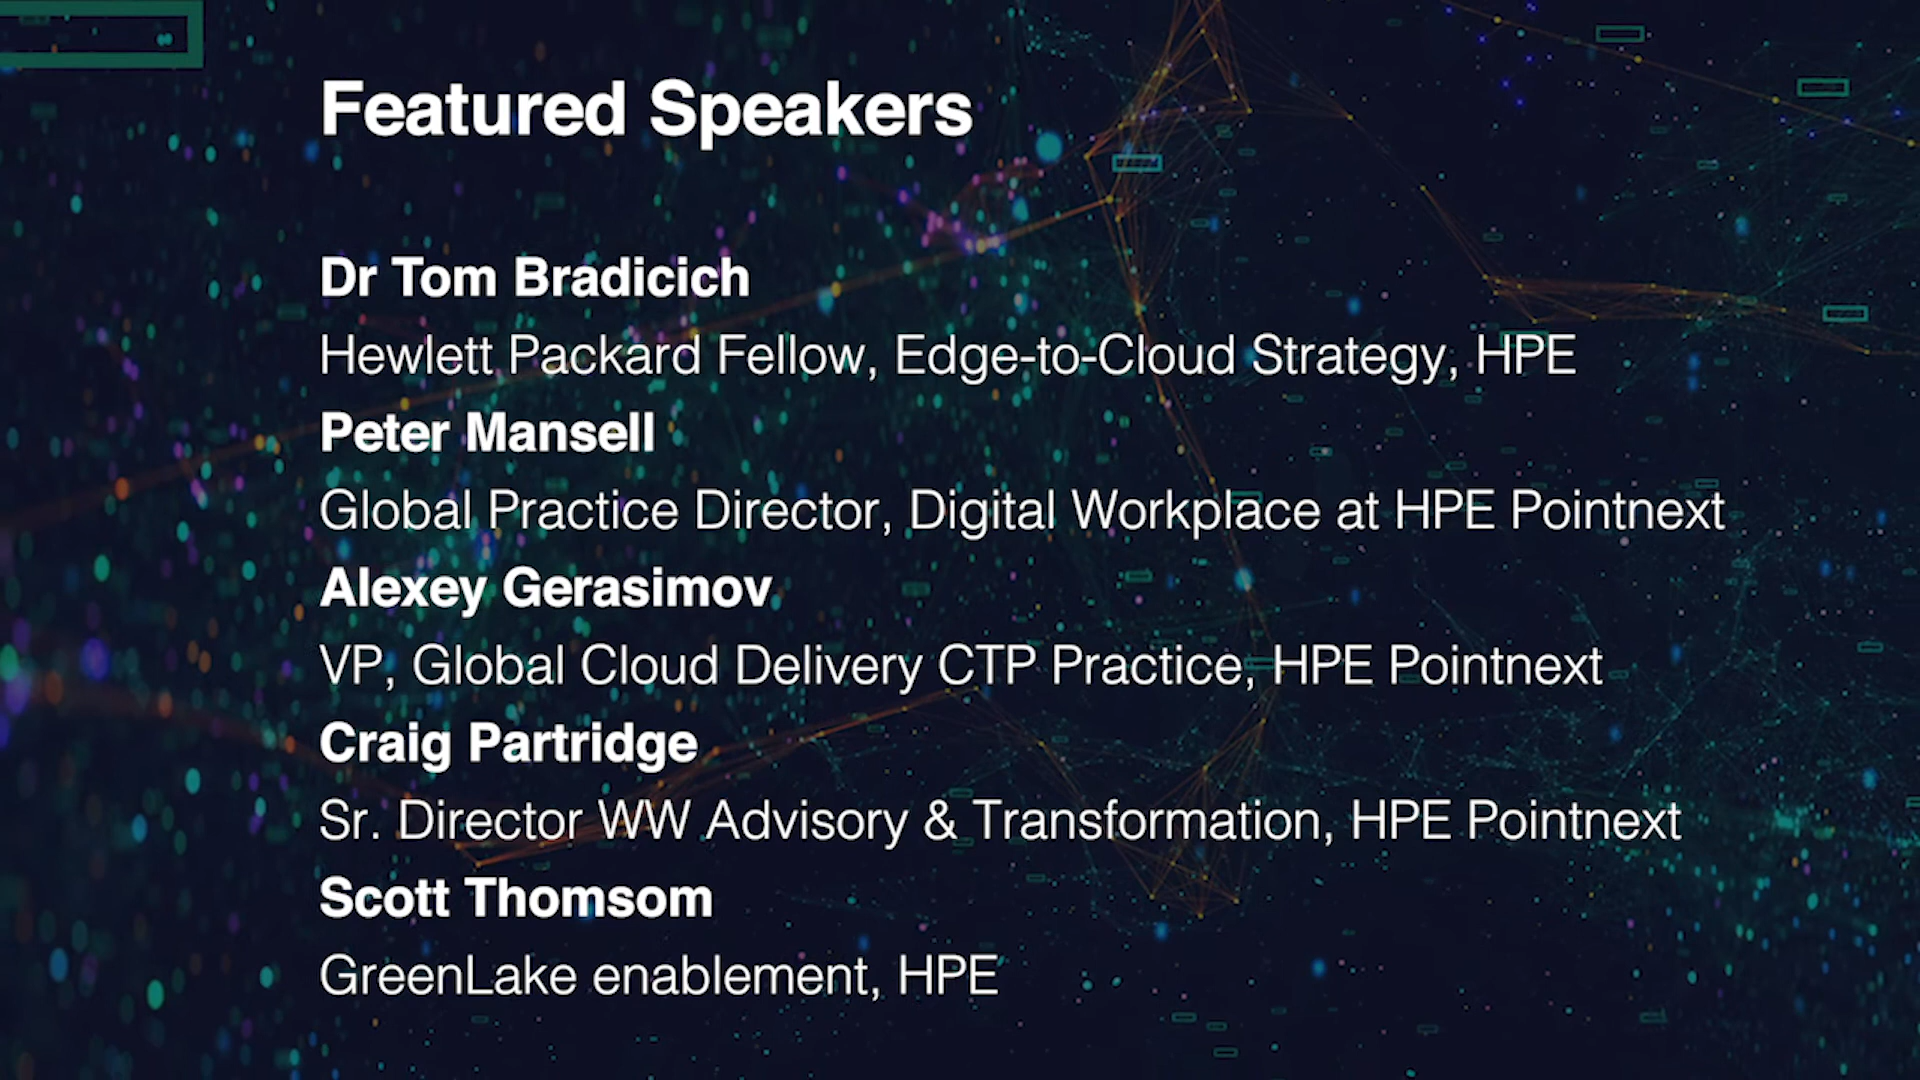 Featured Speakers
Dr Tom Bradicich
Hewlett Packard Fellow, Edge-to-Cloud Strategy, HPE
Peter Mansell
Global Practice Director, Digital Workplace at HPE Pointnext
Alexey Gerasimov
VP, Global Cloud Delivery CTP Practice, HPE Pointnext
Craig Partridge
Sr. Director WW Advisory & Transformation, HPE Pointnext
Scott Thomsom
GreenLake enablement, HPE